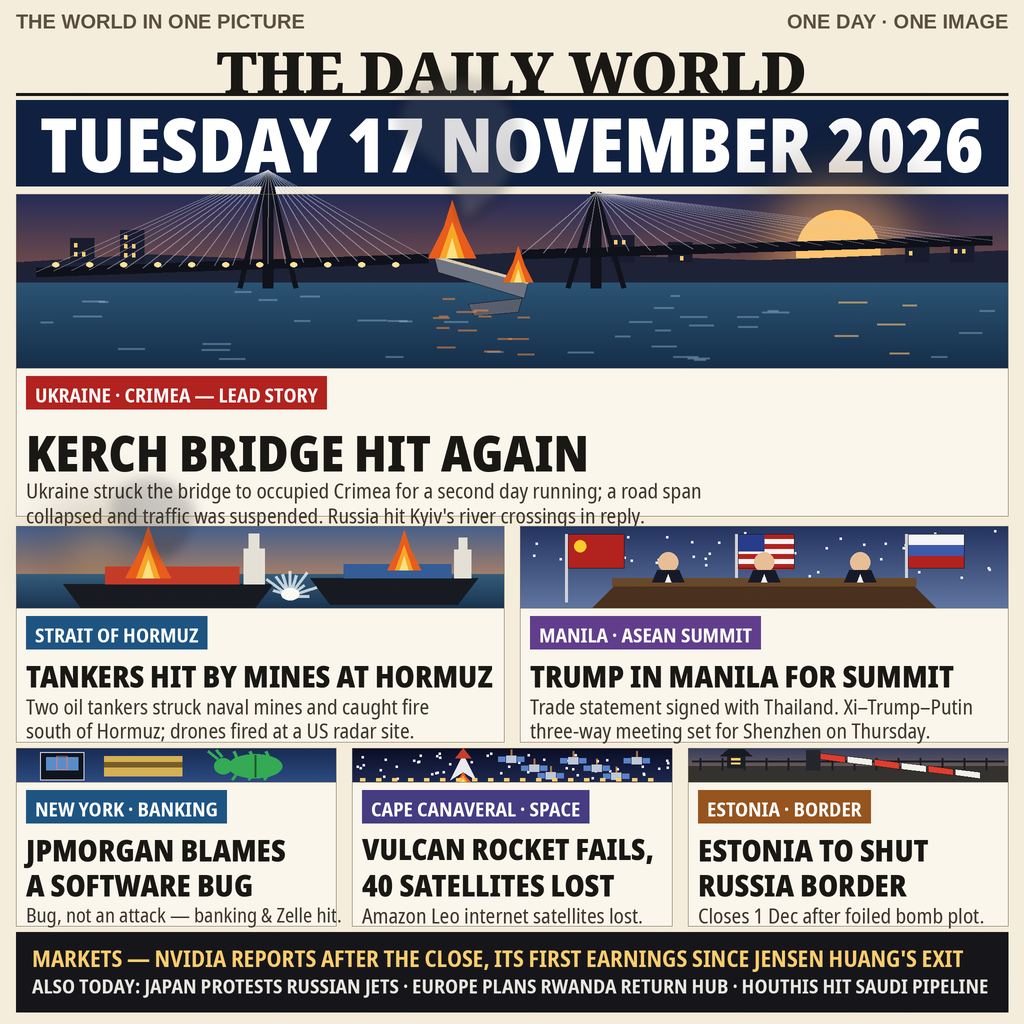 THE WORLD IN ONE PICTURE
ONE DAY · ONE IMAGE
THE DAILY WORLD
TUESDAY 17 NOVEMBER 2026
UKRAINE · CRIMEA — LEAD STORY
KERCH BRIDGE HIT AGAIN
Ukraine struck the bridge to occupied Crimea for a second day running; a road span
collapsed and traffic was suspended. Russia hit Kyiv's river crossings in reply.
STRAIT OF HORMUZ
TANKERS HIT BY MINES AT HORMUZ
Two oil tankers struck naval mines and caught fire
south of Hormuz; drones fired at a US radar site.
MANILA · ASEAN SUMMIT
TRUMP IN MANILA FOR SUMMIT
Trade statement signed with Thailand. Xi–Trump–Putin
three-way meeting set for Shenzhen on Thursday.
NEW YORK · BANKING
JPMORGAN BLAMES
A SOFTWARE BUG
Bug, not an attack — banking & Zelle hit.
CAPE CANAVERAL · SPACE
VULCAN ROCKET FAILS,
40 SATELLITES LOST
Amazon Leo internet satellites lost.
ESTONIA · BORDER
ESTONIA TO SHUT
RUSSIA BORDER
Closes 1 Dec after foiled bomb plot.
MARKETS — NVIDIA REPORTS AFTER THE CLOSE, ITS FIRST EARNINGS SINCE JENSEN HUANG'S EXIT
ALSO TODAY: JAPAN PROTESTS RUSSIAN JETS · EUROPE PLANS RWANDA RETURN HUB · HOUTHIS HIT SAUDI PIPELINE